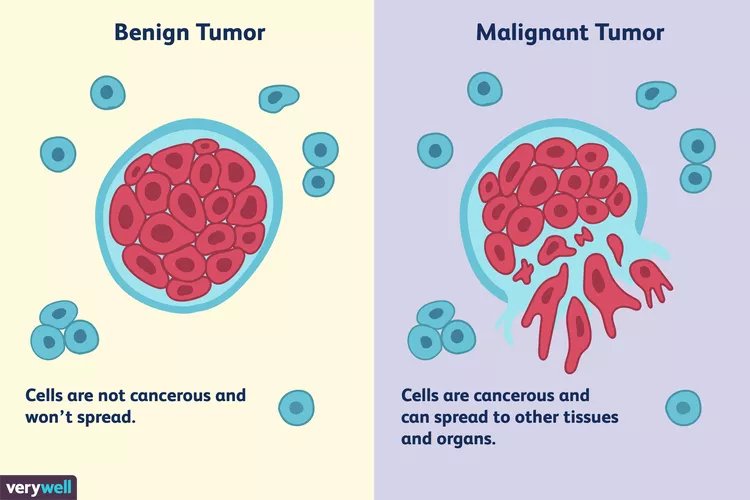 Benign Tumor
Malignant Tumor
Cells are not cancerous and
won’t spread.
Cells are cancerous and
can spread to other tissues
and organs.
verywell